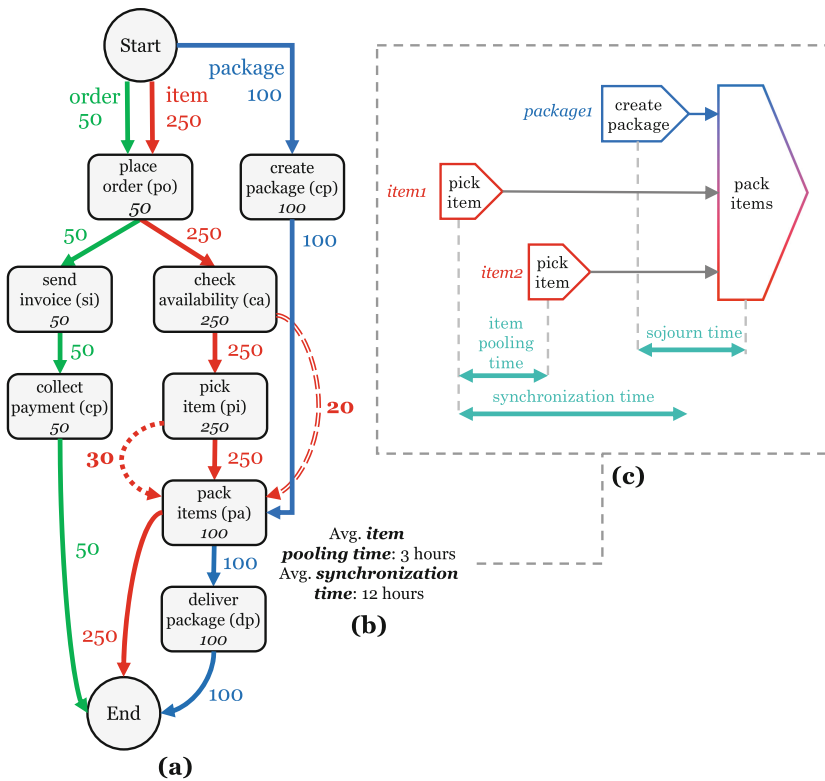 Start
package
100
order
50
item
250
place
order (po)
50
create
package (cp)
100
50
250
100
send
invoice (si)
50
check
availability (ca)
250
50
250
collect
payment (cp)
50
pick
item (pi)
250
20
30
250
pack
items (pa)
100
50
100
250
deliver
package (dp)
100
100
End
(a)
Avg. item
pooling time: 3 hours
Avg. synchronization
time: 12 hours
(b)
package1
create
package
item1
pick
item
pack
items
item2
pick
item
item
pooling
time
sojourn time
synchronization time
(c)